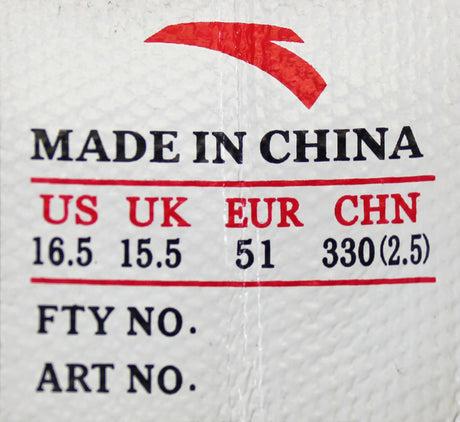 MADE IN CHINA
US UK EUR CHN
16.5 15.5 51 330(2.5)
FTY NO.
ART NO.